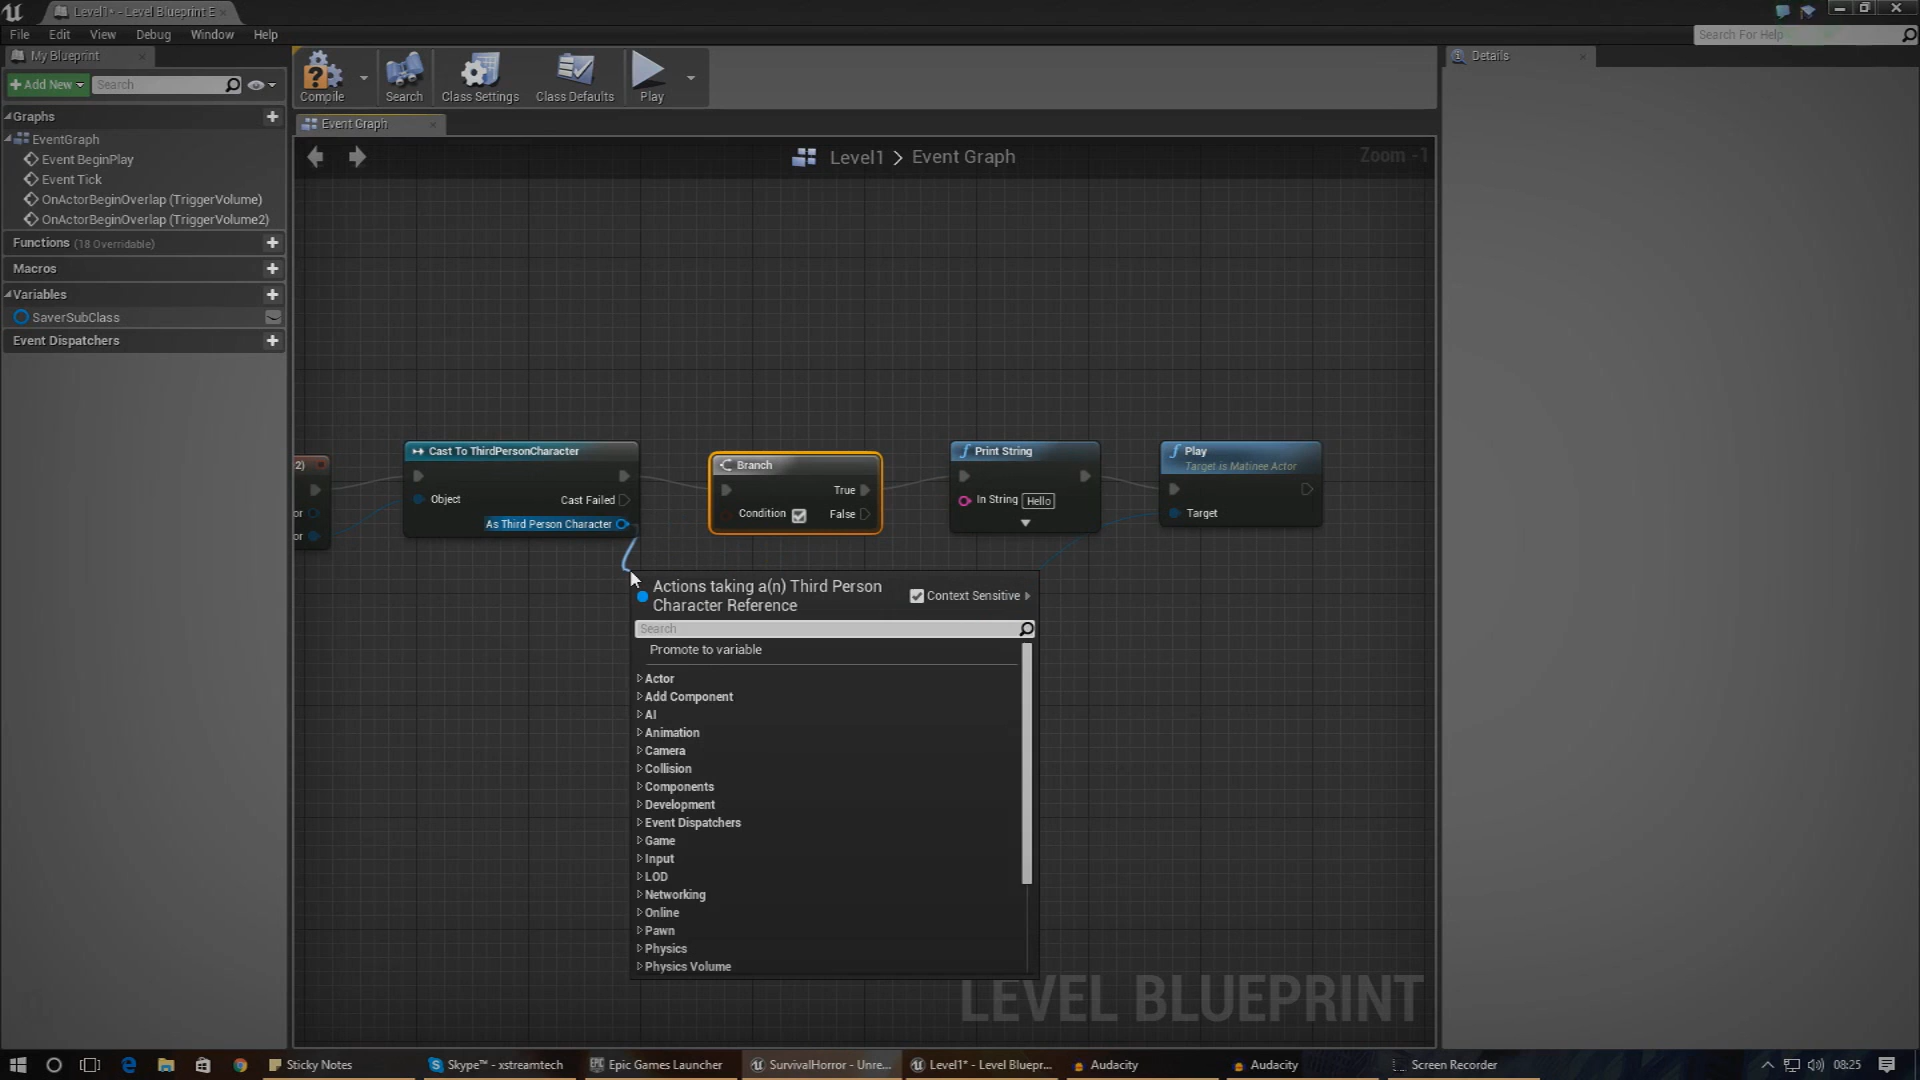 Level1* - Level Blueprint E
File Edit View Debug Window Help
Search For Help
My Blueprint
Details
Add New
Search
Compile
Search
Class Settings
Class Defaults
Play
Graphs
Event Graph
EventGraph
Event BeginPlay
Level1 > Event Graph
Zoom -1
Event Tick
OnActorBeginOverlap (TriggerVolume)
OnActorBeginOverlap (TriggerVolume2)
Functions (18 Overridable)
Macros
Variables
SaverSubClass
Event Dispatchers
2)
or
or
Cast To ThirdPersonCharacter
Object
Cast Failed
As Third Person Character
Branch
True
Condition
False
Print String
In String Hello
Play
Target is Matinee Actor
Target
Actions taking a(n) Third Person
Character Reference
Context Sensitive
Search
Promote to variable
Actor
Add Component
AI
Animation
Camera
Collision
Components
Development
Event Dispatchers
Game
Input
LOD
Networking
Online
Pawn
Physics
Physics Volume
LEVEL BLUEPRINT
Sticky Notes
Skype™ - xstreamtech
Epic Games Launcher
SurvivalHorror - Unre...
Level1* - Level Bluepr...
Audacity
Audacity
Screen Recorder
08:25